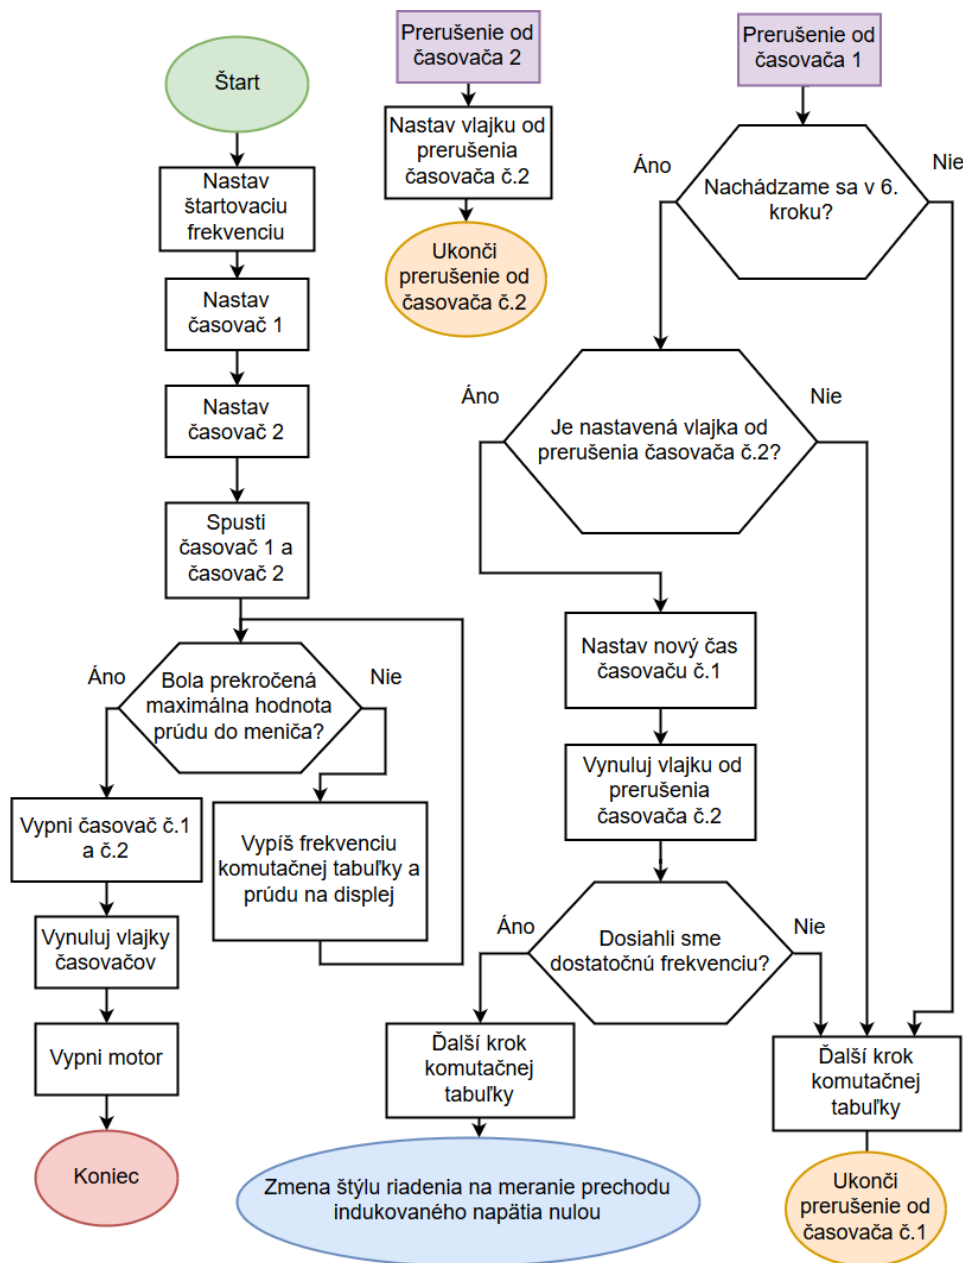 Štart
Nastav
štartovaciu
frekvenciu
Nastav
časovač 1
Nastav
časovač 2
Spusti
časovač 1 a
časovač 2
Áno
Bola prekročená
maximálna hodnota
prúdu do meniča?
Nie
Vypni časovač č.1
a č.2
Vypíš frekvenciu
komutačnej tabuľky a
prúdu na displej
Vynuluj vlajky
časovačov
Vypni motor
Koniec
Prerušenie od
časovača 2
Nastav vlajku od
prerušenia
časovača č.2
Ukonči
prerušenie od
časovača č.2
Prerušenie od
časovača 1
Áno
Nachádzame sa v 6.
kroku?
Nie
Áno
Je nastavená vlajka od
prerušenia časovača č.2?
Nie
Nastav nový čas
časovaču č.1
Vynuluj vlajku od
prerušenia
časovača č.2
Áno
Dosiahli sme
dostatočnú frekvenciu?
Nie
Ďalší krok
komutačnej
tabuľky
Zmena štýlu riadenia na meranie prechodu
indukovaného napätia nulou
Ďalší krok
komutačnej
tabuľky
Ukonči
prerušenie od
časovača č.1